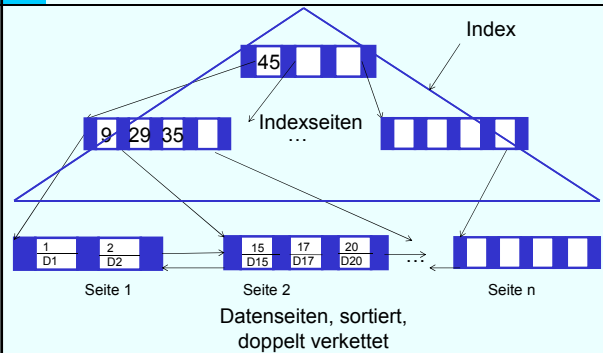 Index
45
9 29 35
Indexseiten
...
1 2
D1 D2
15 17 20
D15 D17 D20
...
Seite 1 Seite 2 Seite n
Datenseiten, sortiert,
doppelt verkettet